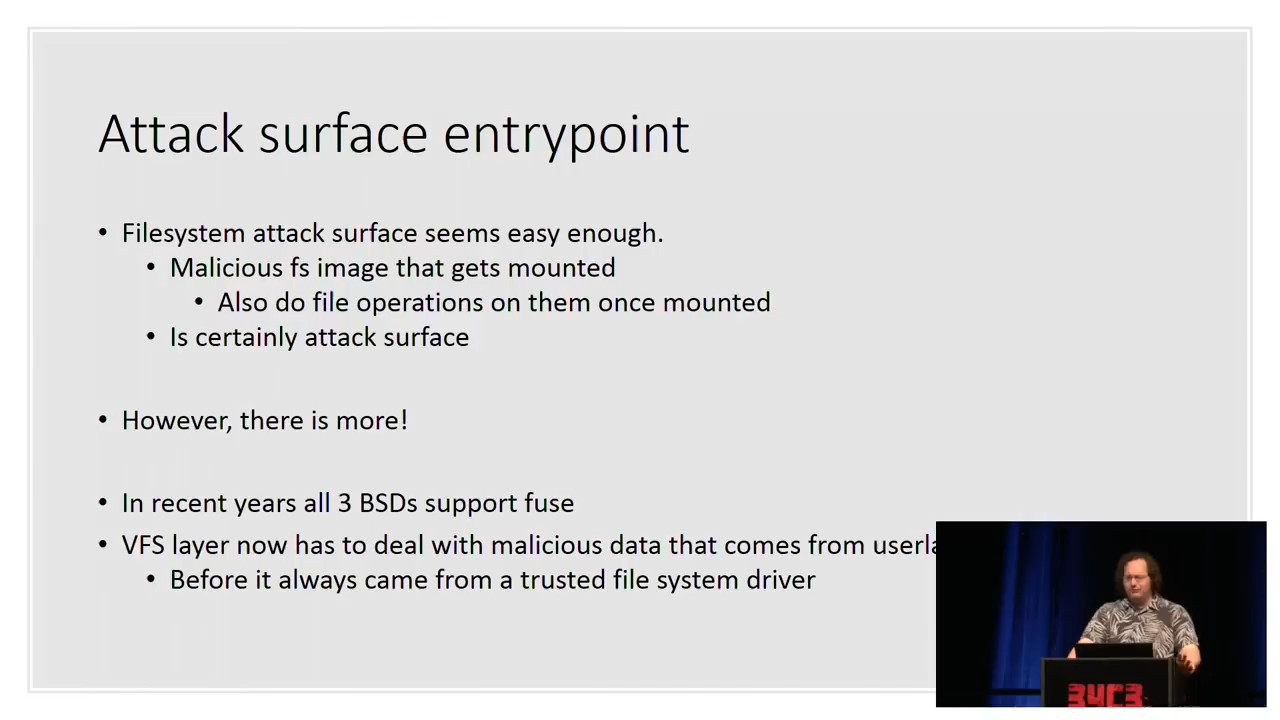 Attack surface entrypoint
• Filesystem attack surface seems easy enough.
• Malicious fs image that gets mounted
• Also do file operations on them once mounted
• Is certainly attack surface
• However, there is more!
• In recent years all 3 BSDs support fuse
• VFS layer now has to deal with malicious data that comes from
• Before it always came from a trusted file system driver
34C3